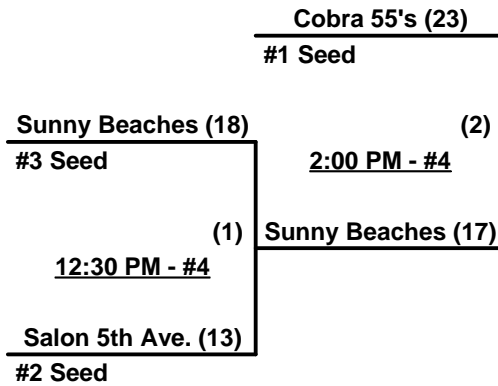 Cobra 55's (23)
#1 Seed
Sunny Beaches (18)
(2)
#3 Seed
2:00 PM - #4
(1)
Sunny Beaches (17)
12:30 PM - #4
Salon 5th Ave. (13)
#2 Seed